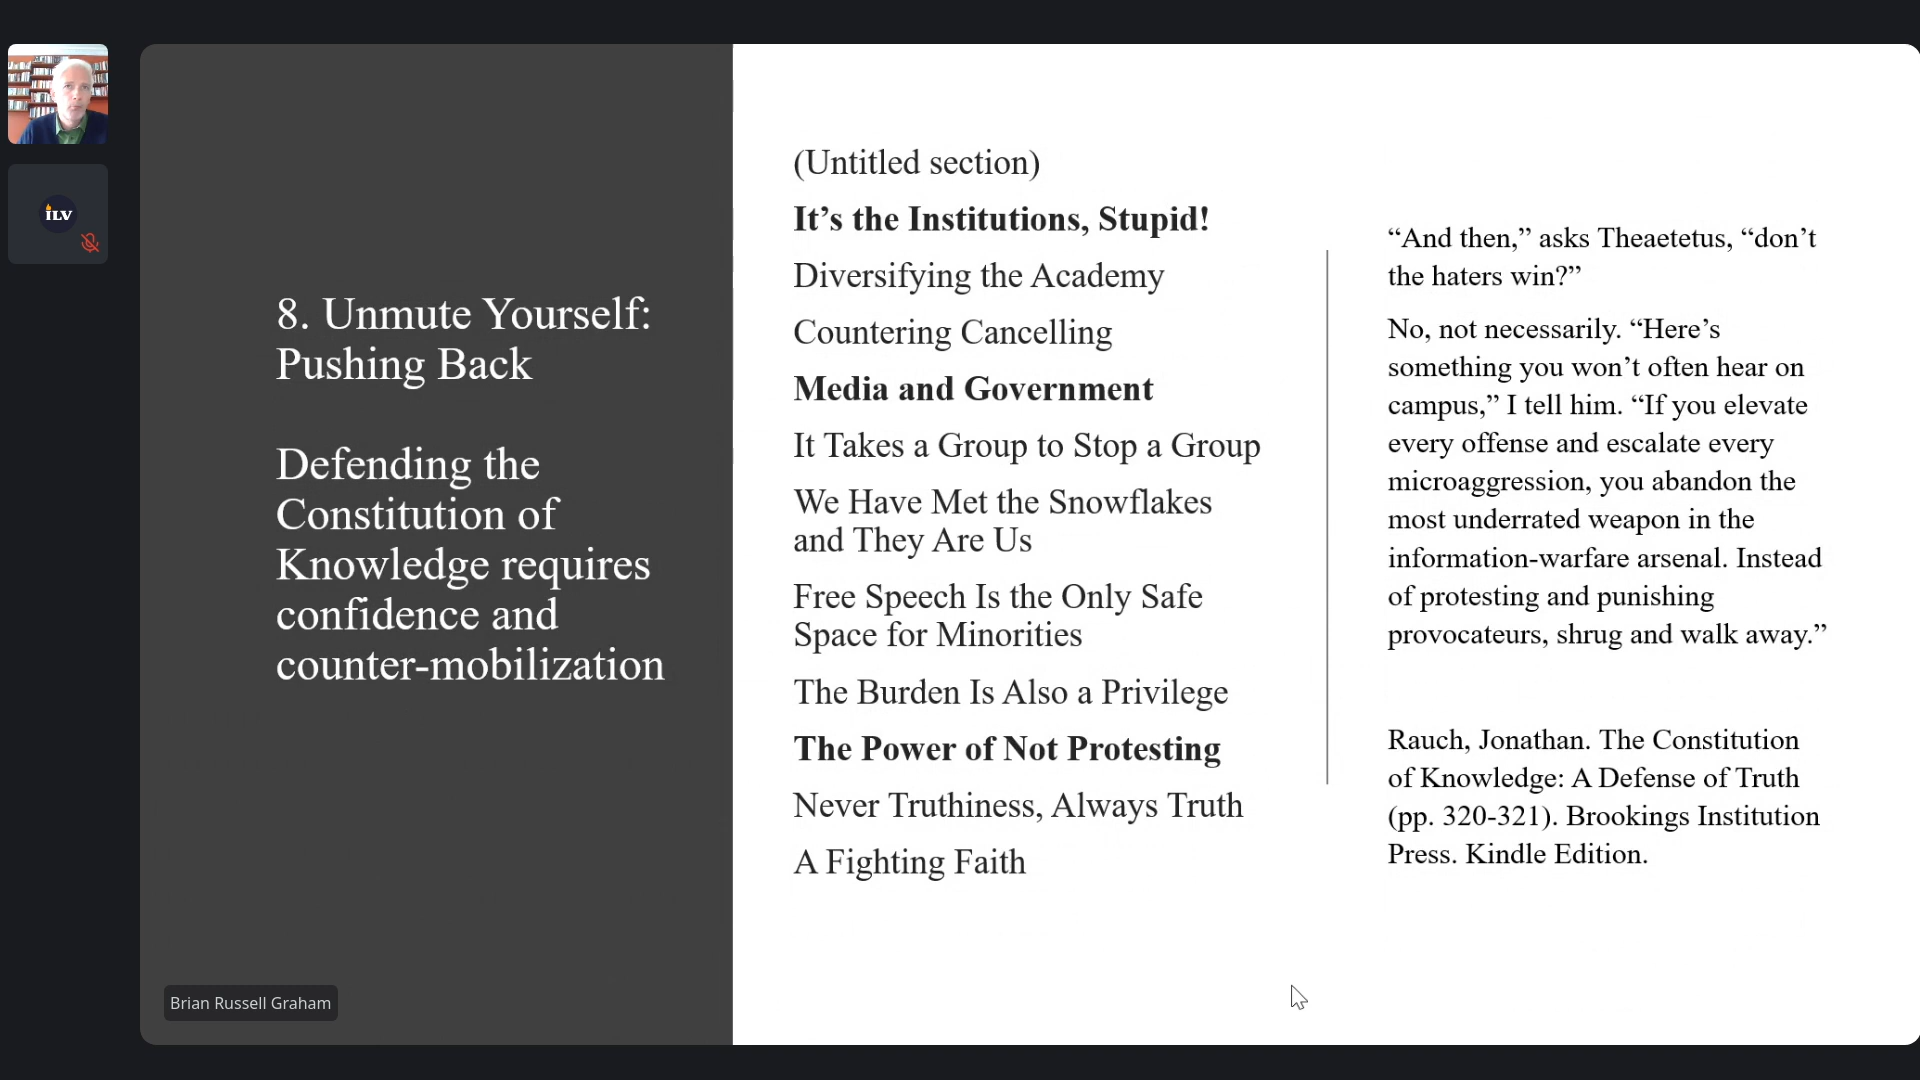 ILV
8. Unmute Yourself:
Pushing Back
Defending the
Constitution of
Knowledge requires
confidence and
counter-mobilization
Brian Russell Graham
(Untitled section)
It’s the Institutions, Stupid!
Diversifying the Academy
Countering Cancelling
Media and Government
It Takes a Group to Stop a Group
We Have Met the Snowflakes
and They Are Us
Free Speech Is the Only Safe
Space for Minorities
The Burden Is Also a Privilege
The Power of Not Protesting
Never Truthiness, Always Truth
A Fighting Faith
“And then,” asks Theaetetus, “don’t
the haters win?”
No, not necessarily. “Here’s
something you won’t often hear on
campus,” I tell him. “If you elevate
every offense and escalate every
microaggression, you abandon the
most underrated weapon in the
information-warfare arsenal. Instead
of protesting and punishing
provocateurs, shrug and walk away.”
Rauch, Jonathan. The Constitution
of Knowledge: A Defense of Truth
(pp. 320-321). Brookings Institution
Press. Kindle Edition.